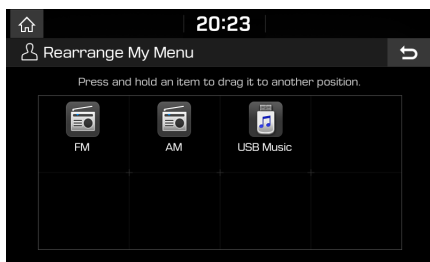 20:23
Rearrange My Menu
Press and hold an item to drag it to another position.
FM AM USB Music